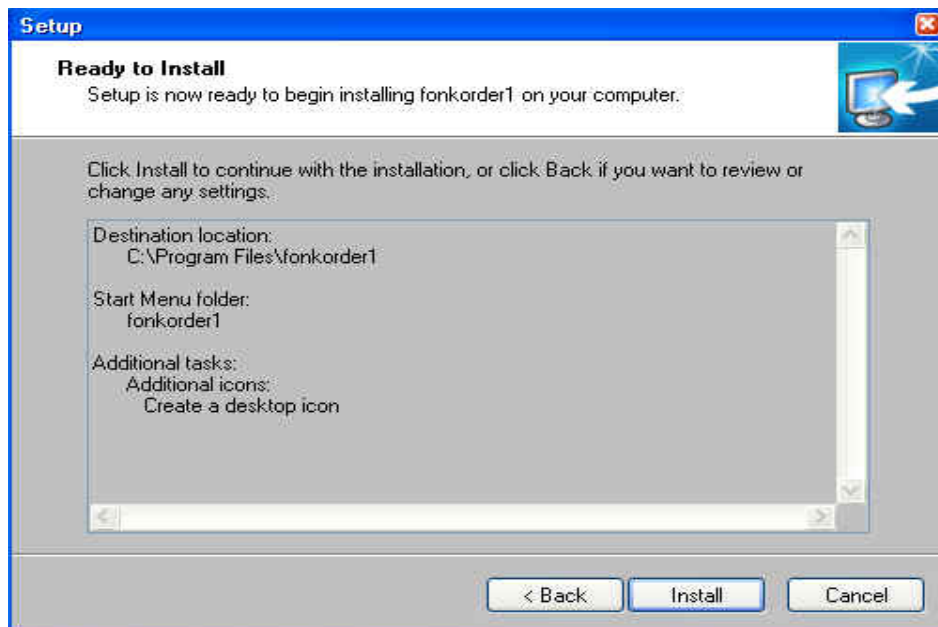 Setup
Ready to Install
Setup is now ready to begin installing fonkorder1 on your computer.
Click Install to continue with the installation, or click Back if you want to review or
change any settings.
Destination location:
C:\Program Files\fonkorder1
Start Menu folder:
fonkorder1
Additional tasks:
Additional icons:
Create a desktop icon
< Back
Install
Cancel